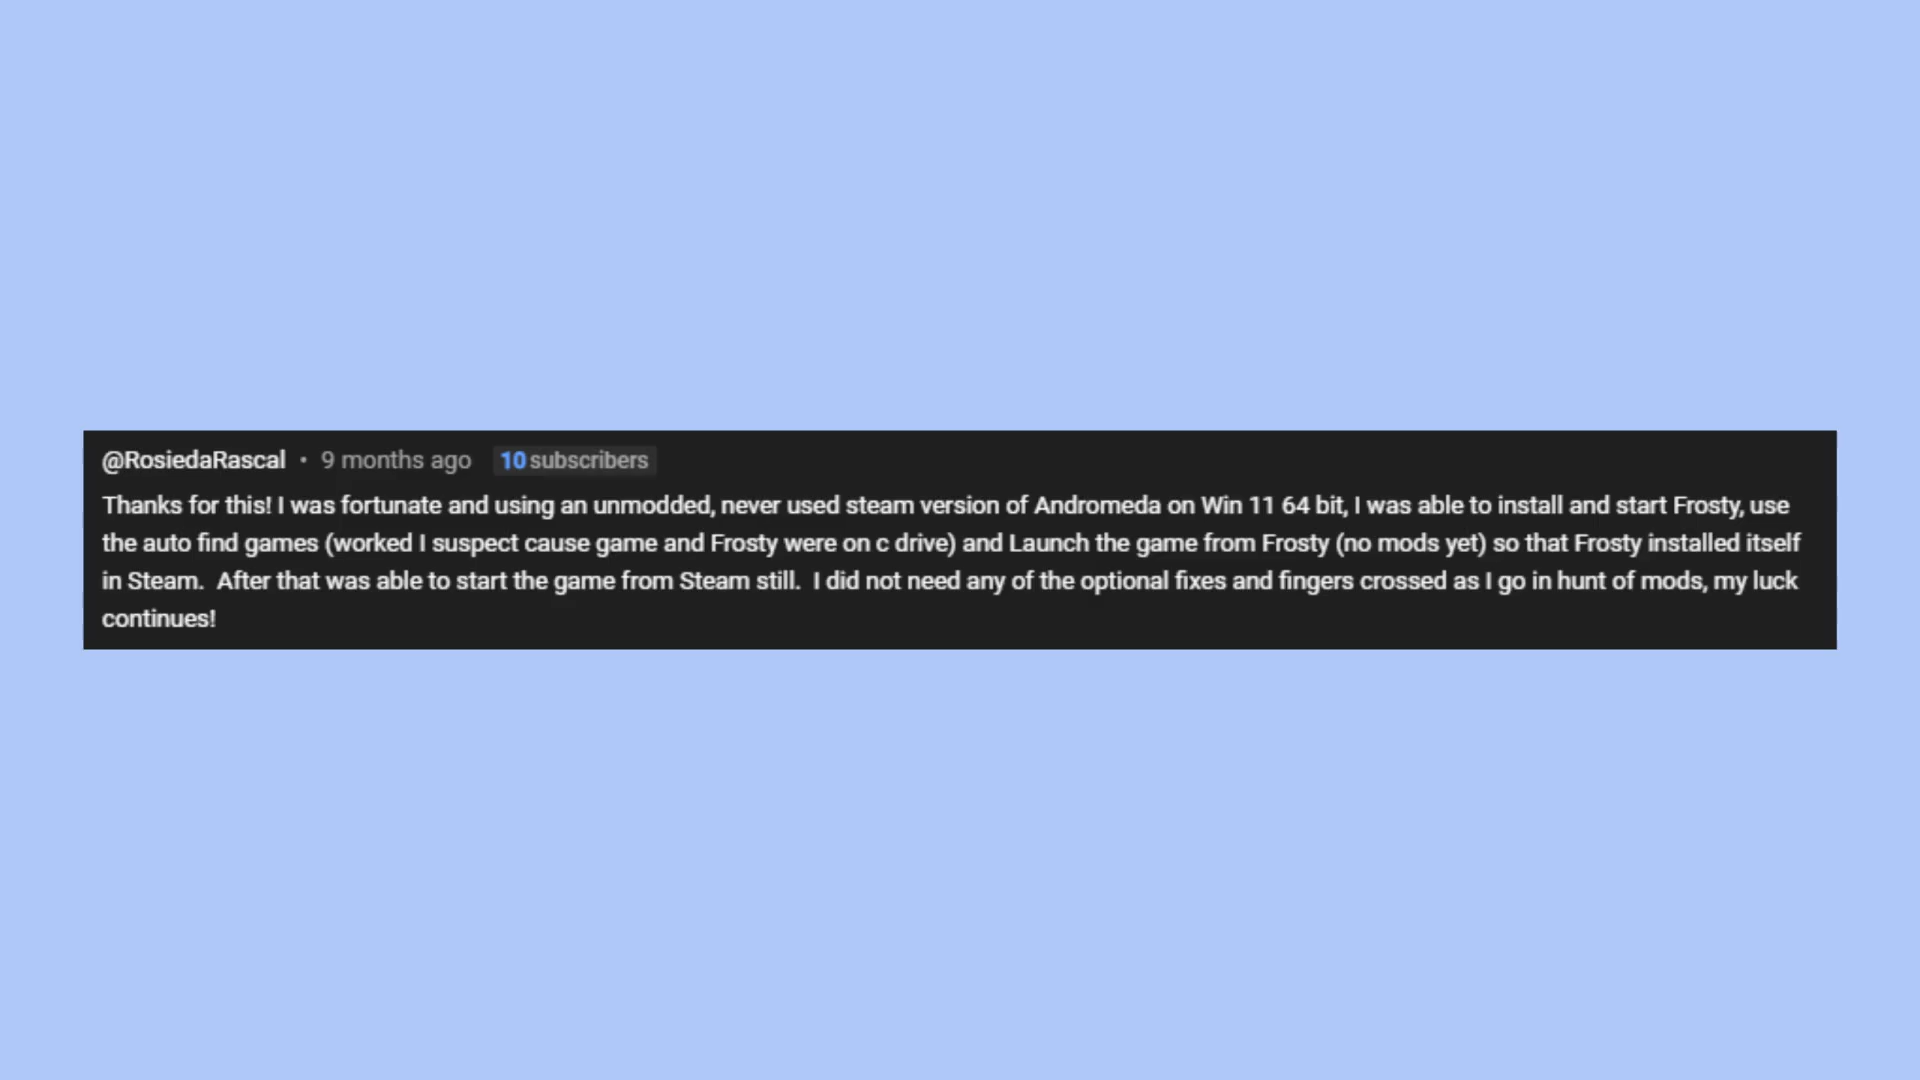 @RosiedaRascal • 9 months ago 10 subscribers
Thanks for this! I was fortunate and using an unmodded, never used steam version of Andromeda on Win 11 64 bit, I was able to install and start Frosty, use
the auto find games (worked I suspect cause game and Frosty were on c drive) and Launch the game from Frosty (no mods yet) so that Frosty installed itself
in Steam.  After that was able to start the game from Steam still.  I did not need any of the optional fixes and fingers crossed as I go in hunt of mods, my luck
continues!